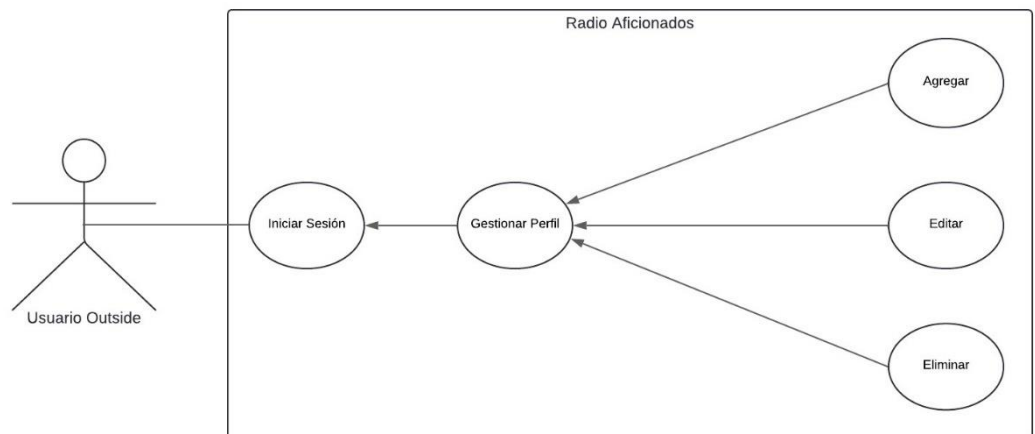 Radio Aficionados
Agregar
Iniciar Sesión
Gestionar Perfil
Editar
Usuario Outside
Eliminar